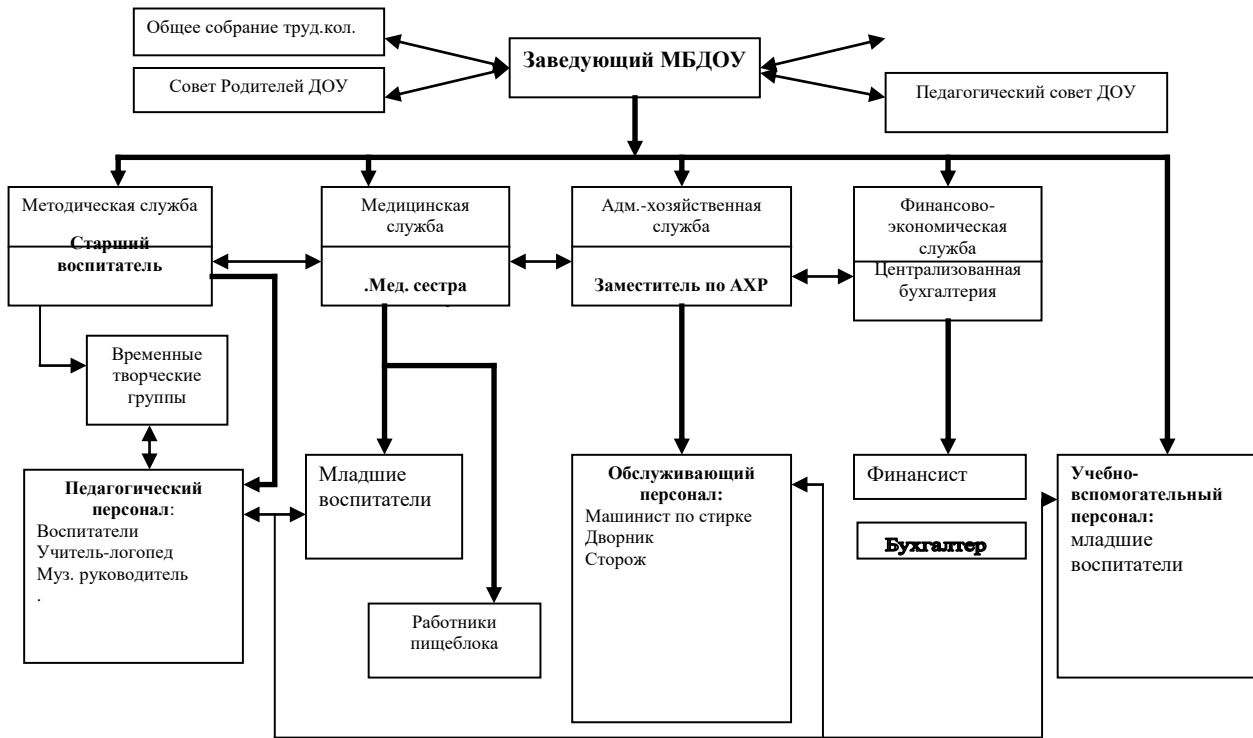 Общее собрание труд.кол.
Заведующий МБДОУ
Совет Родителей ДОУ
Педагогический совет ДОУ
Методическая служба
Старший
воспитатель
Медицинская
служба
.Мед. сестра
Адм.-хозяйственная
служба
Заместитель по АХР
Финансово-
экономическая
служба
Централизованная
бухгалтерия
Временные
творческие
группы
Педагогический
персонал:
Воспитатели
Учитель-логопед
Муз. руководитель
.
Младшие
воспитатели
Работники
пищеблока
Обслуживающий
персонал:
Машинист по стирке
Дворник
Сторож
Финансист
Бухгалтер
Учебно-
вспомогательный
персонал:
младшие
воспитатели